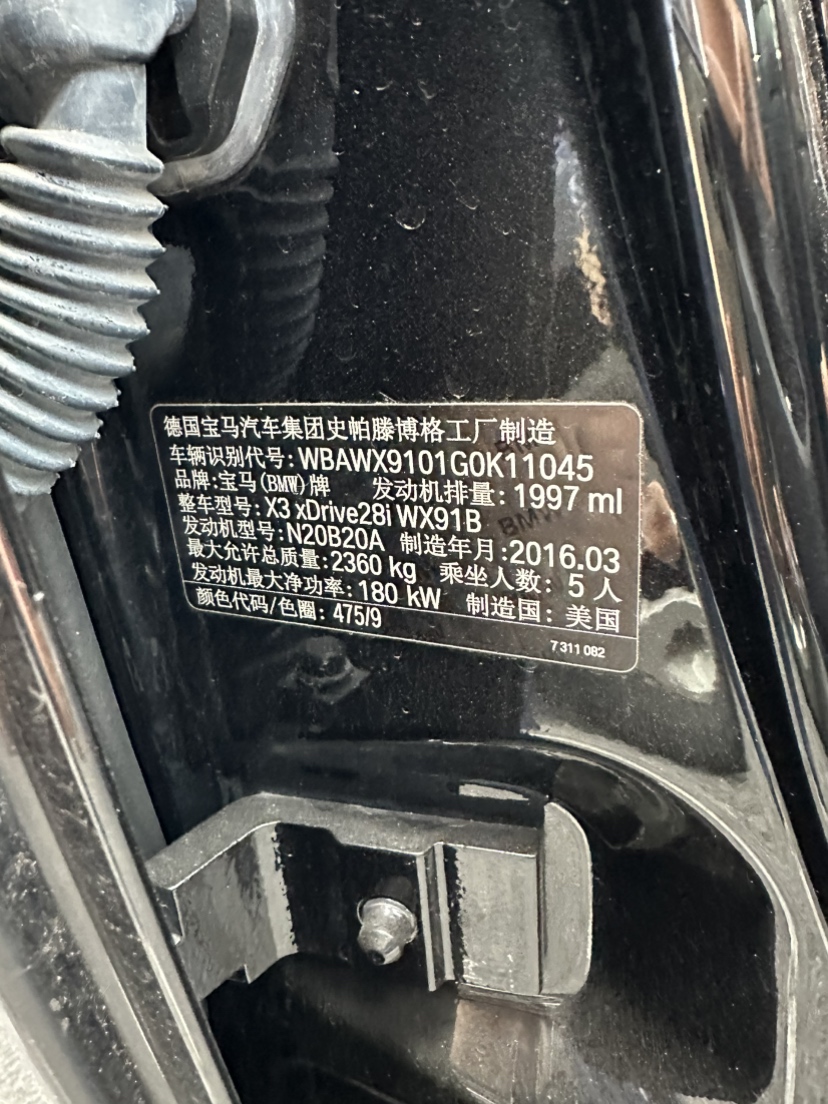 德国宝马汽车集团史帕滕博格工厂制造
车辆识别代号:WBAWX9101G0K11045
品牌:宝马(BMW)牌 发动机排量:1997 ml
整车型号:X3 xDrive28i WX91B
发动机型号:N20B20A 制造年月:2016.03
最大允许总质量:2360 kg 乘坐人数:5人
发动机最大净功率:180 kW 制造国:美国
颜色代码/色圈:475/9
7 311 082